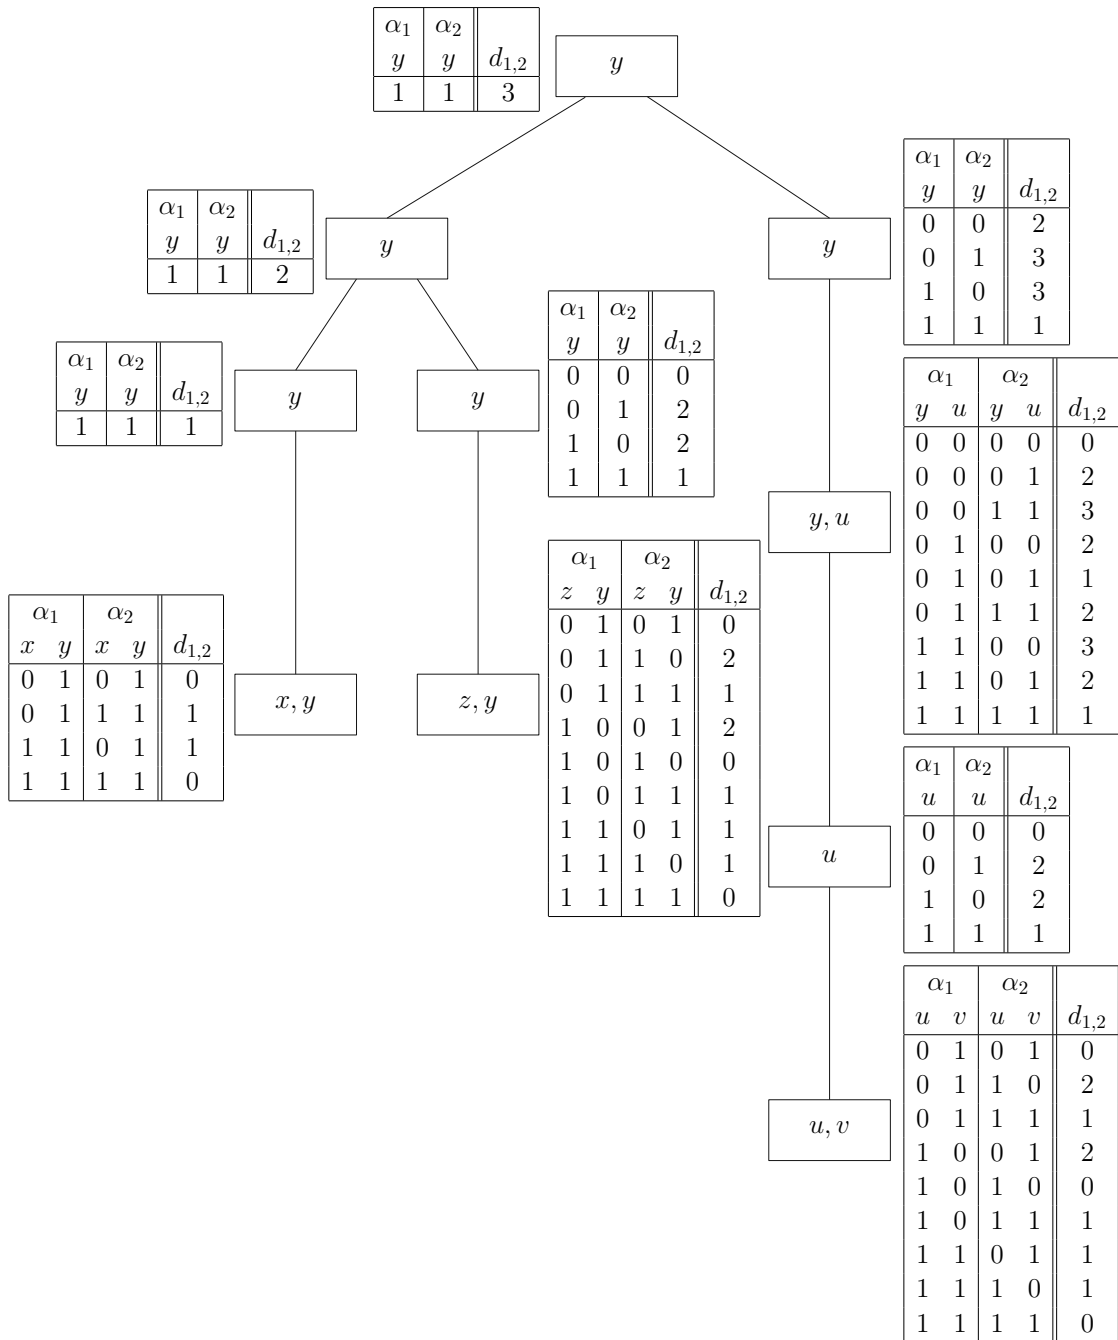 α₁ α₂
y y d₁,₂
1 1 3
y
α₁ α₂
y y d₁,₂
1 1 2
y
y
α₁ α₂
y y d₁,₂
0 0 2
0 1 3
1 0 3
1 1 1
α₁ α₂
y y d₁,₂
1 1 1
y
y
α₁ α₂
y y d₁,₂
0 0 0
0 1 2
1 0 2
1 1 1
α₁ α₂
y u y u d₁,₂
0 0 0 0 0
0 0 0 1 2
0 0 1 1 3
0 1 0 0 2
0 1 0 1 1
0 1 1 1 2
1 1 0 0 3
1 1 0 1 2
1 1 1 1 1
y, u
α₁ α₂
x y x y d₁,₂
0 1 0 1 0
0 1 1 1 1
1 1 0 1 1
1 1 1 1 0
x, y
z, y
α₁ α₂
z y z y d₁,₂
0 1 0 1 0
0 1 1 0 2
0 1 1 1 1
1 0 0 1 2
1 0 1 0 0
1 0 1 1 1
1 1 0 1 1
1 1 1 0 1
1 1 1 1 0
u
α₁ α₂
u u d₁,₂
0 0 0
0 1 2
1 0 2
1 1 1
u, v
α₁ α₂
u v u v d₁,₂
0 1 0 1 0
0 1 1 0 2
0 1 1 1 1
1 0 0 1 2
1 0 1 0 0
1 0 1 1 1
1 1 0 1 1
1 1 1 0 1
1 1 1 1 0